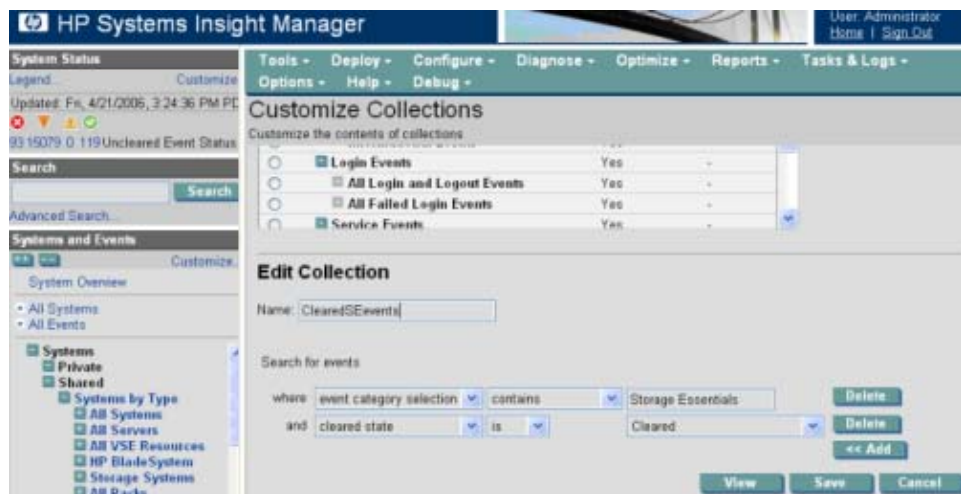 HP Systems Insight Manager
User: Administrator
Home | Sign Out
System Status
Legend...
Customize
Updated: Fri, 4/21/2006, 3:24:36 PM PD
93 15079 0 119 Uncleared Event Status
Search
Search
Advanced Search...
Systems and Events
Customize...
System Overview
All Systems
All Events
Systems
Private
Shared
Systems by Type
All Systems
All Servers
All VSE Resources
HP BladeSystem
Storage Systems
All Racks
Tools Deploy Configure Diagnose Optimize Reports Tasks & Logs
Options Help Debug
Customize Collections
Customize the contents of collections
Login Events Yes -
All Login and Logout Events Yes -
All Failed Login Events Yes -
Service Events Yes -
Edit Collection
Name: ClearedSEevents
Search for events
where event category selection contains Storage Essentials Delete
and cleared state is Cleared Delete
<< Add
View Save Cancel